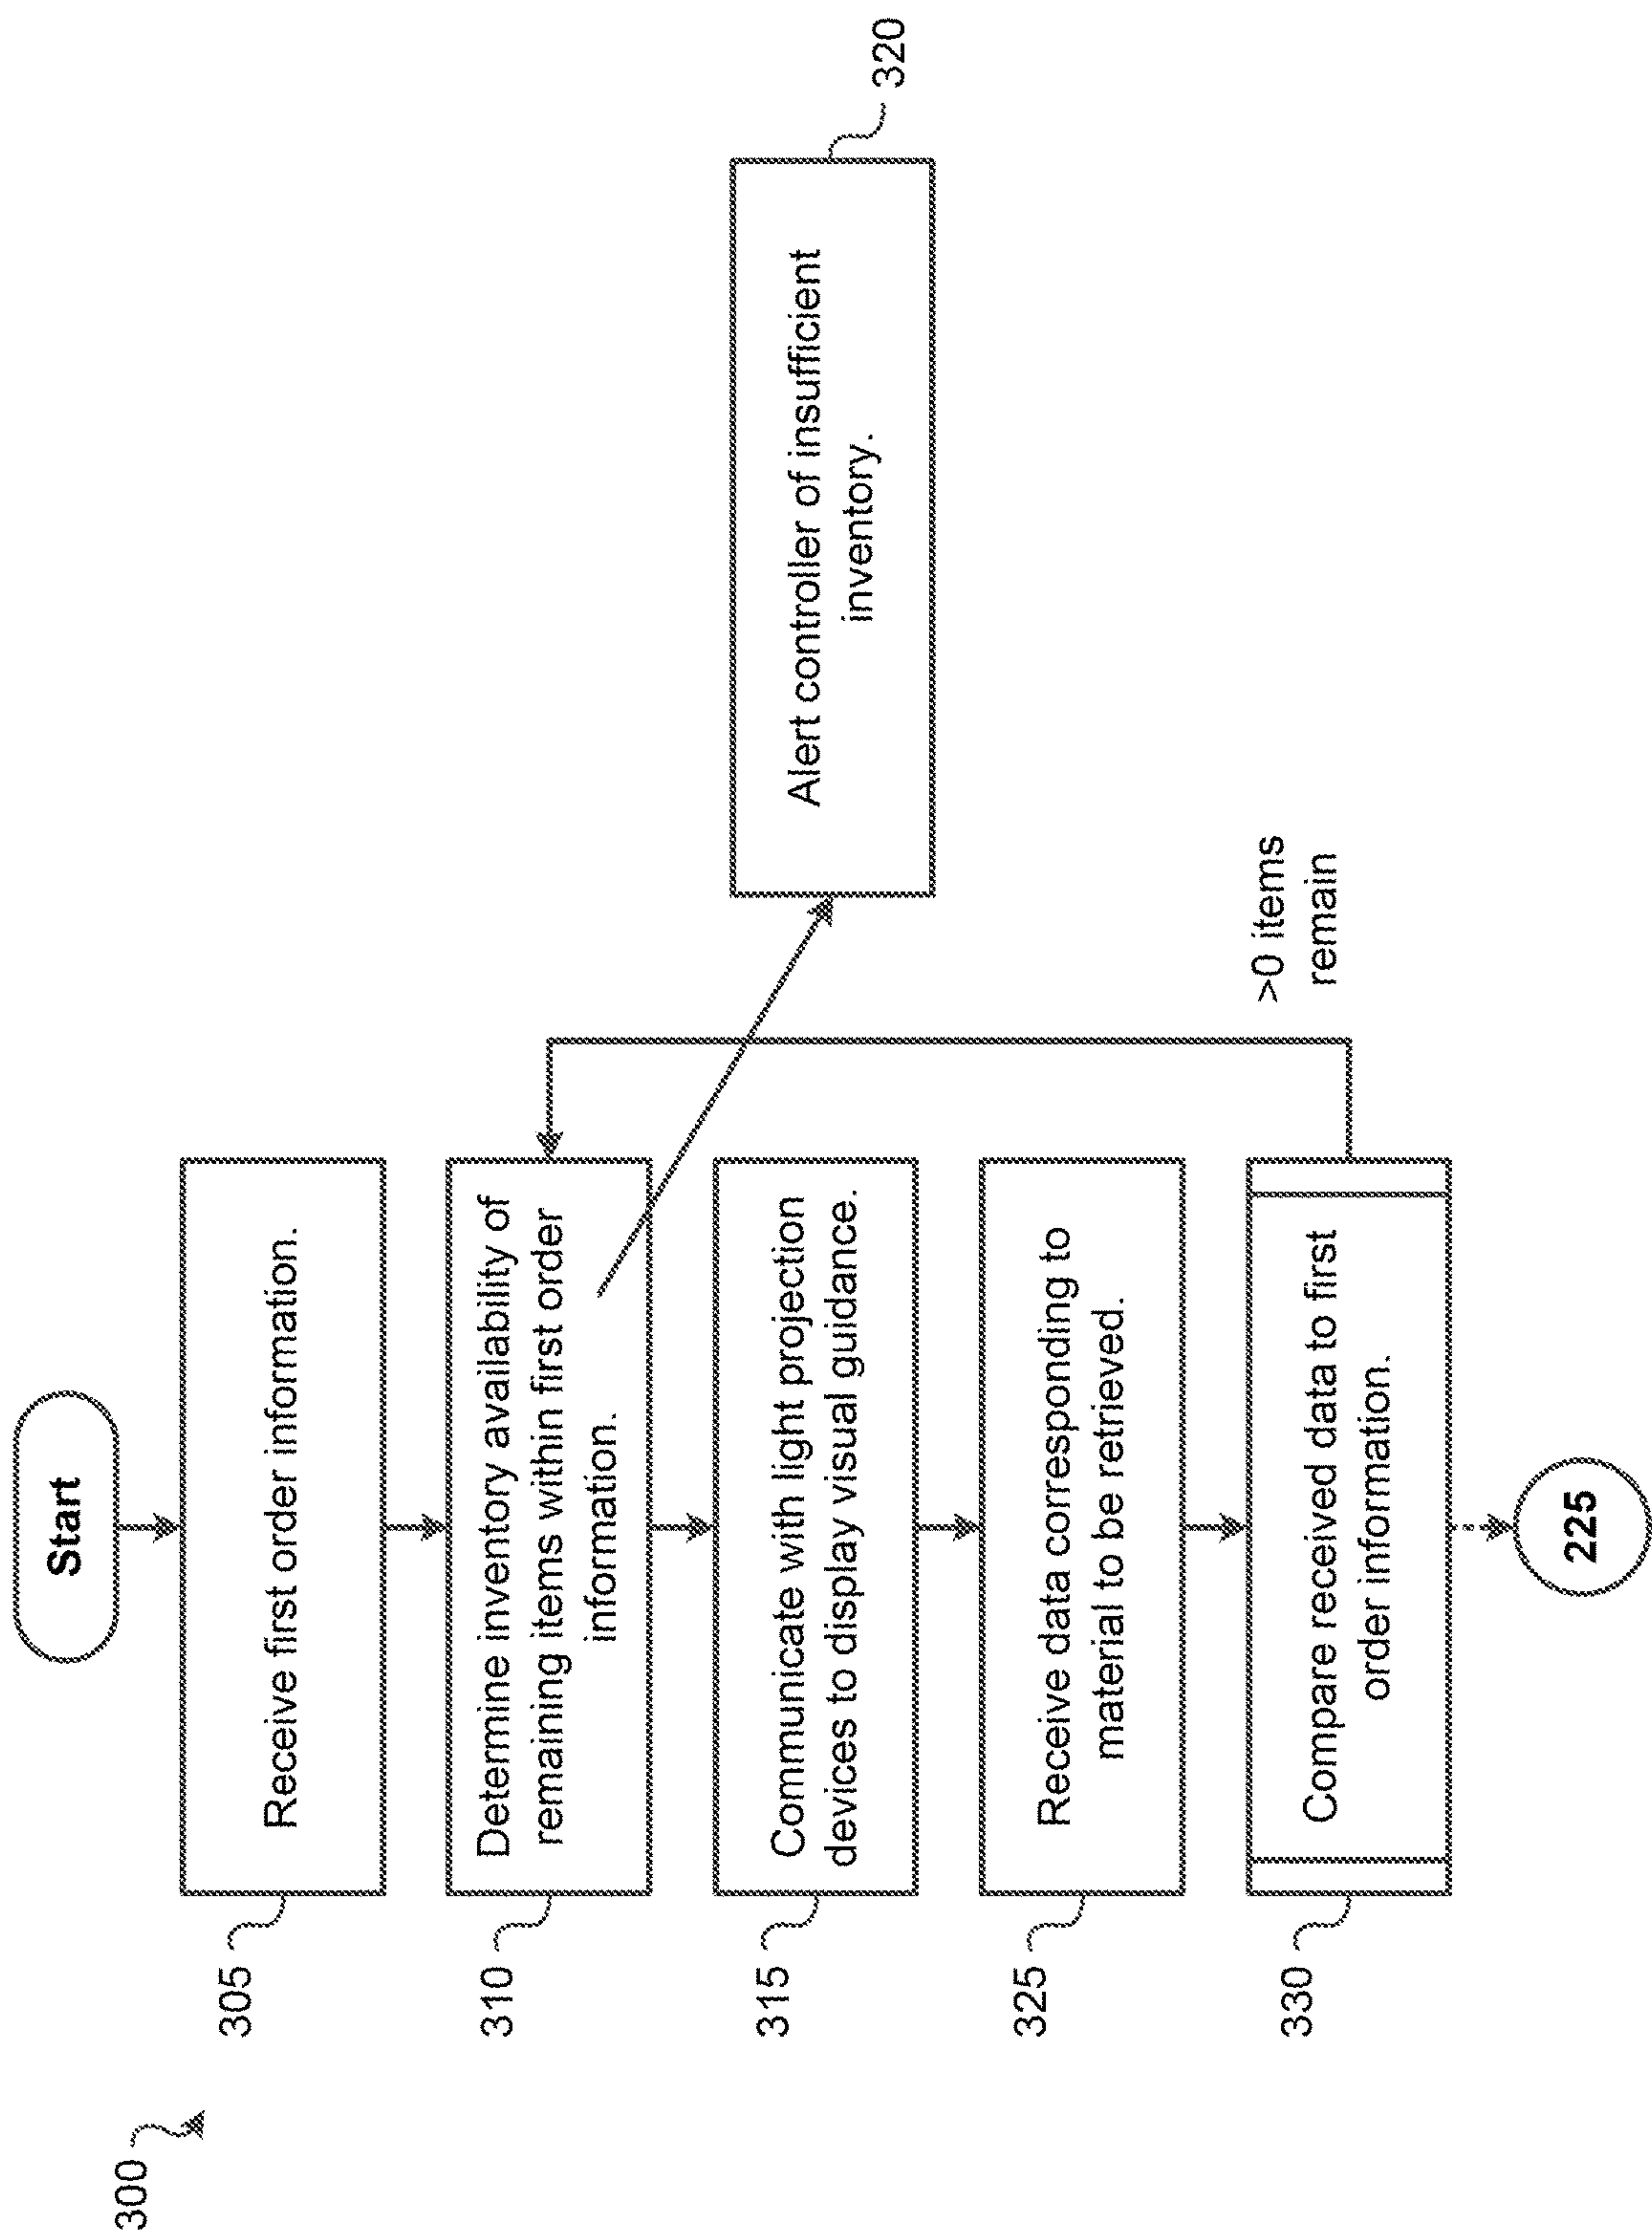 300
Start
305
Receive first order information.
310
Determine inventory availability of
remaining items within first order
information.
315
Communicate with light projection
devices to display visual guidance.
320
Alert controller of insufficient
inventory.
325
Receive data corresponding to
material to be retrieved.
330
Compare received data to first
order information.
>0 items
remain
225